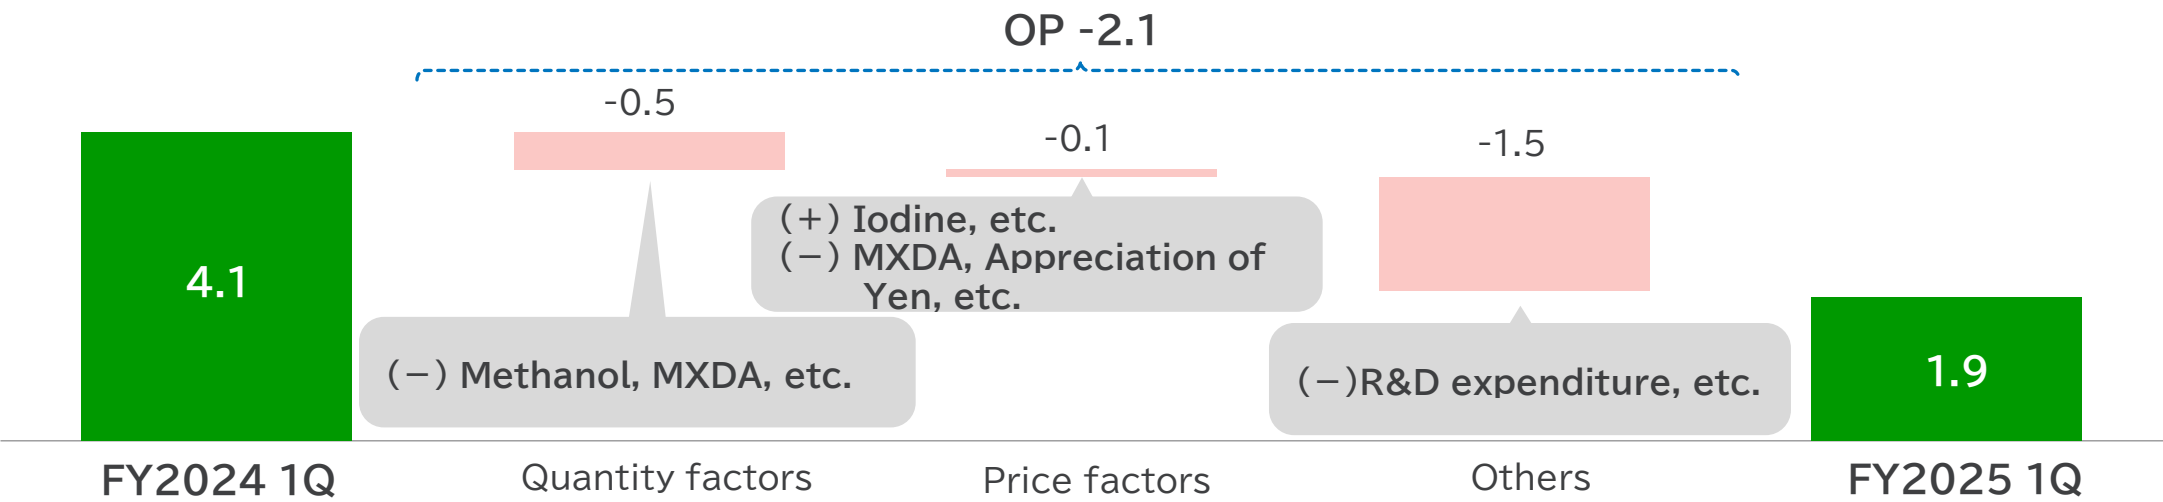 OP -2.1
-0.5
-0.1
-1.5
(+) Iodine, etc.
(−) MXDA, Appreciation of
Yen, etc.
4.1
(−) Methanol, MXDA, etc.
(−)R&D expenditure, etc.
1.9
FY2024 1Q
Quantity factors
Price factors
Others
FY2025 1Q